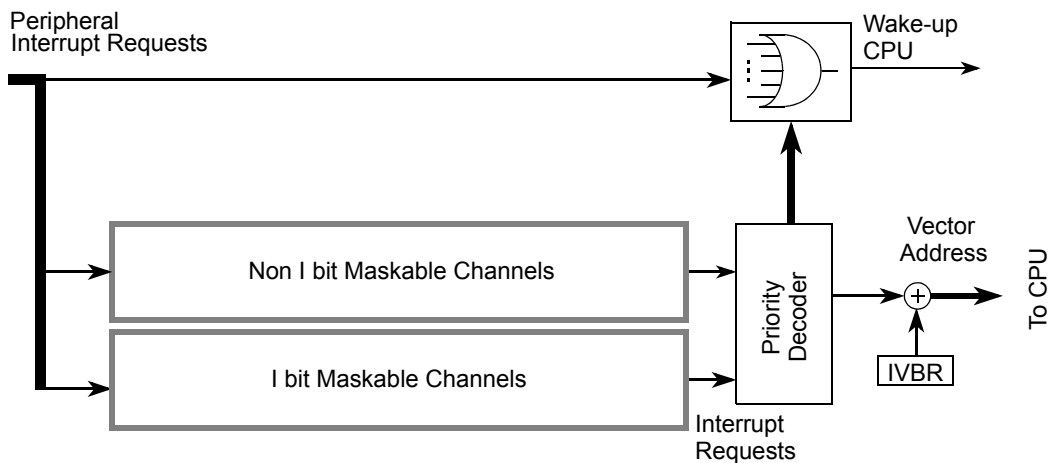 Peripheral
Interrupt Requests
Wake-up
CPU
Non I bit Maskable Channels
I bit Maskable Channels
Priority
Decoder
Interrupt
Requests
Vector
Address
+
IVBR
To CPU